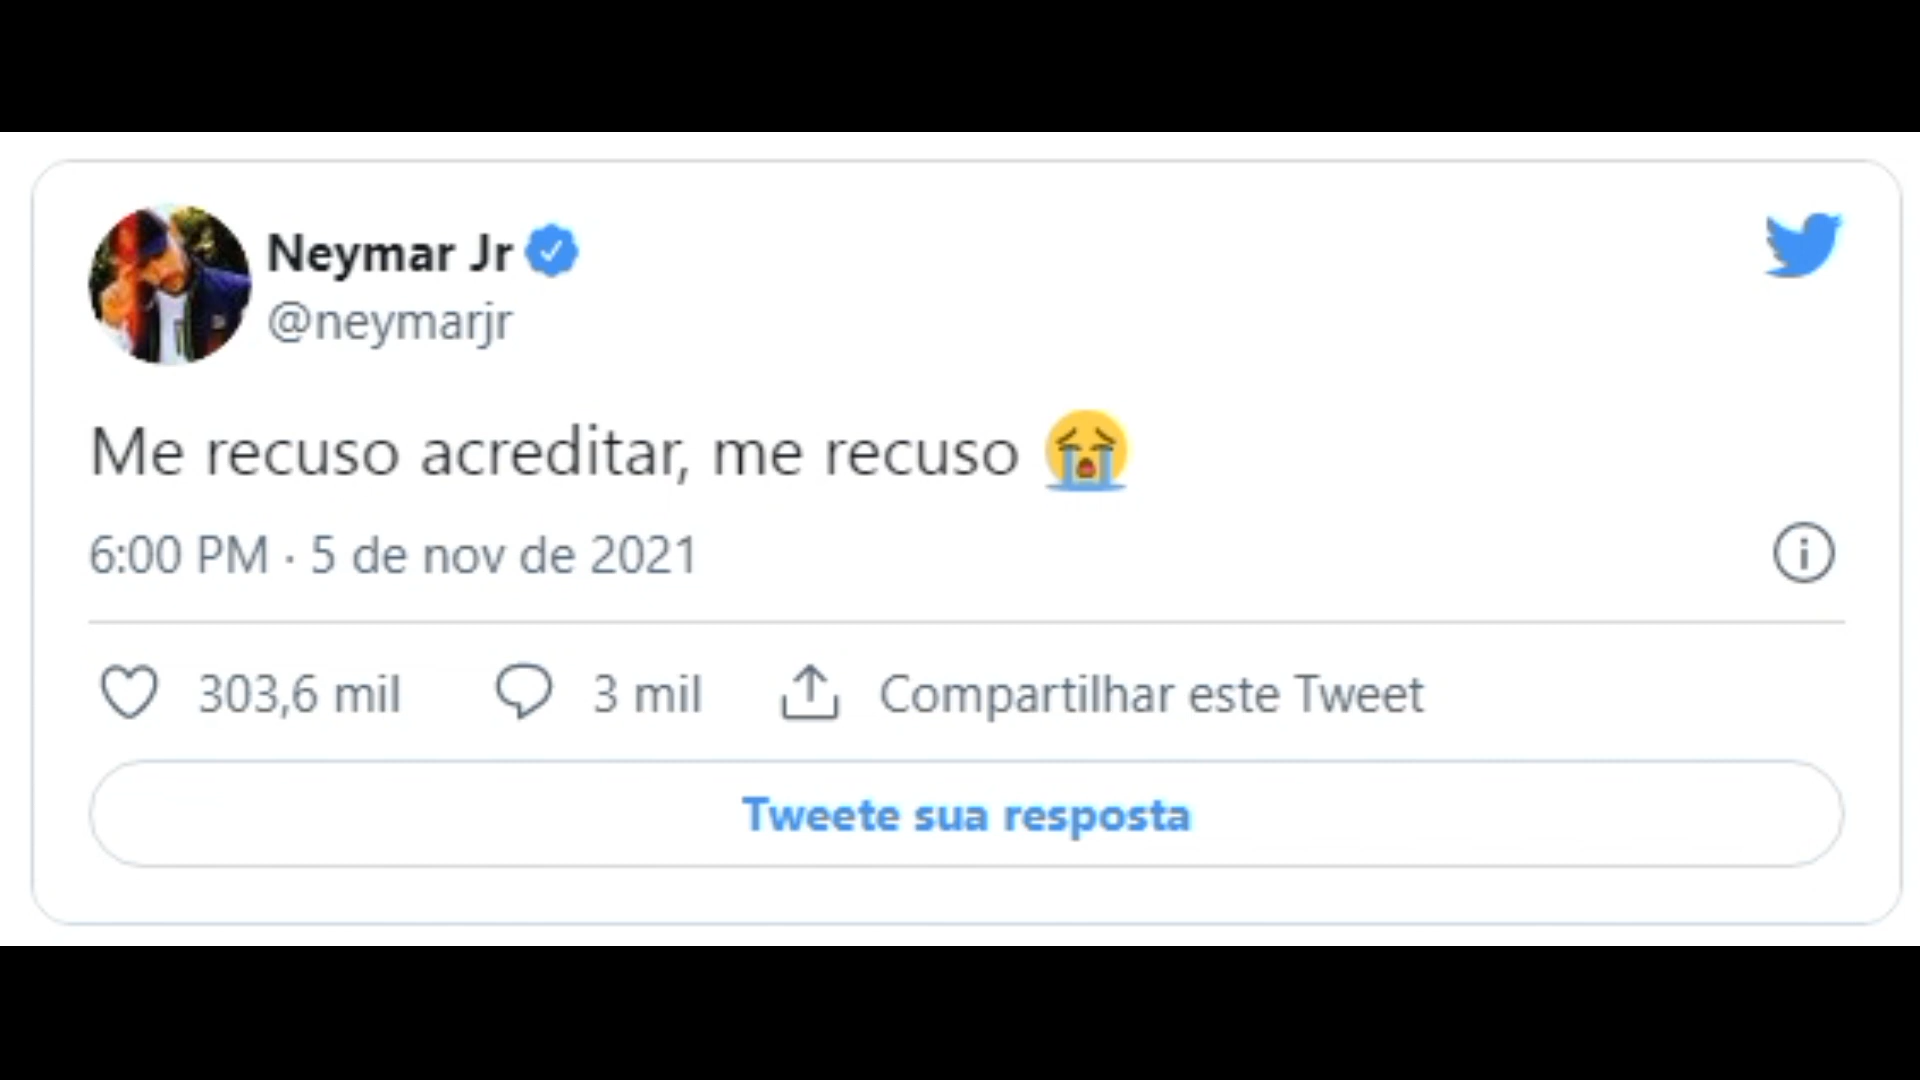 Neymar Jr
@neymarjr
Me recuso acreditar, me recuso 😭
6:00 PM · 5 de nov de 2021
303,6 mil 3 mil Compartilhar este Tweet
Tweete sua resposta